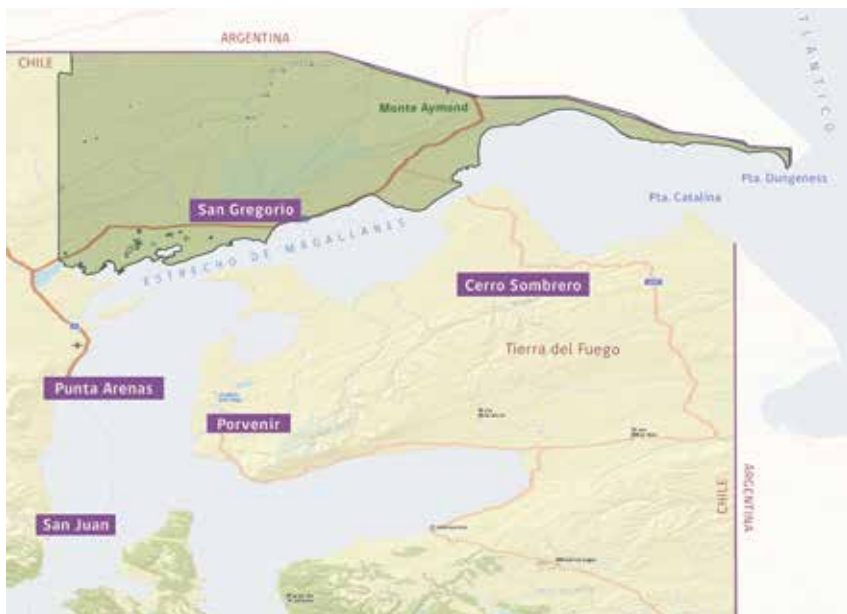 ARGENTINA
CHILE
ATLANTICO
Monte Aymond
Pta. Dungeness
Pta. Catalina
San Gregorio
ESTRECHO DE MAGALLANES
Cerro Sombrero
Tierra del Fuego
Punta Arenas
Porvenir
CHILE
ARGENTINA
San Juan